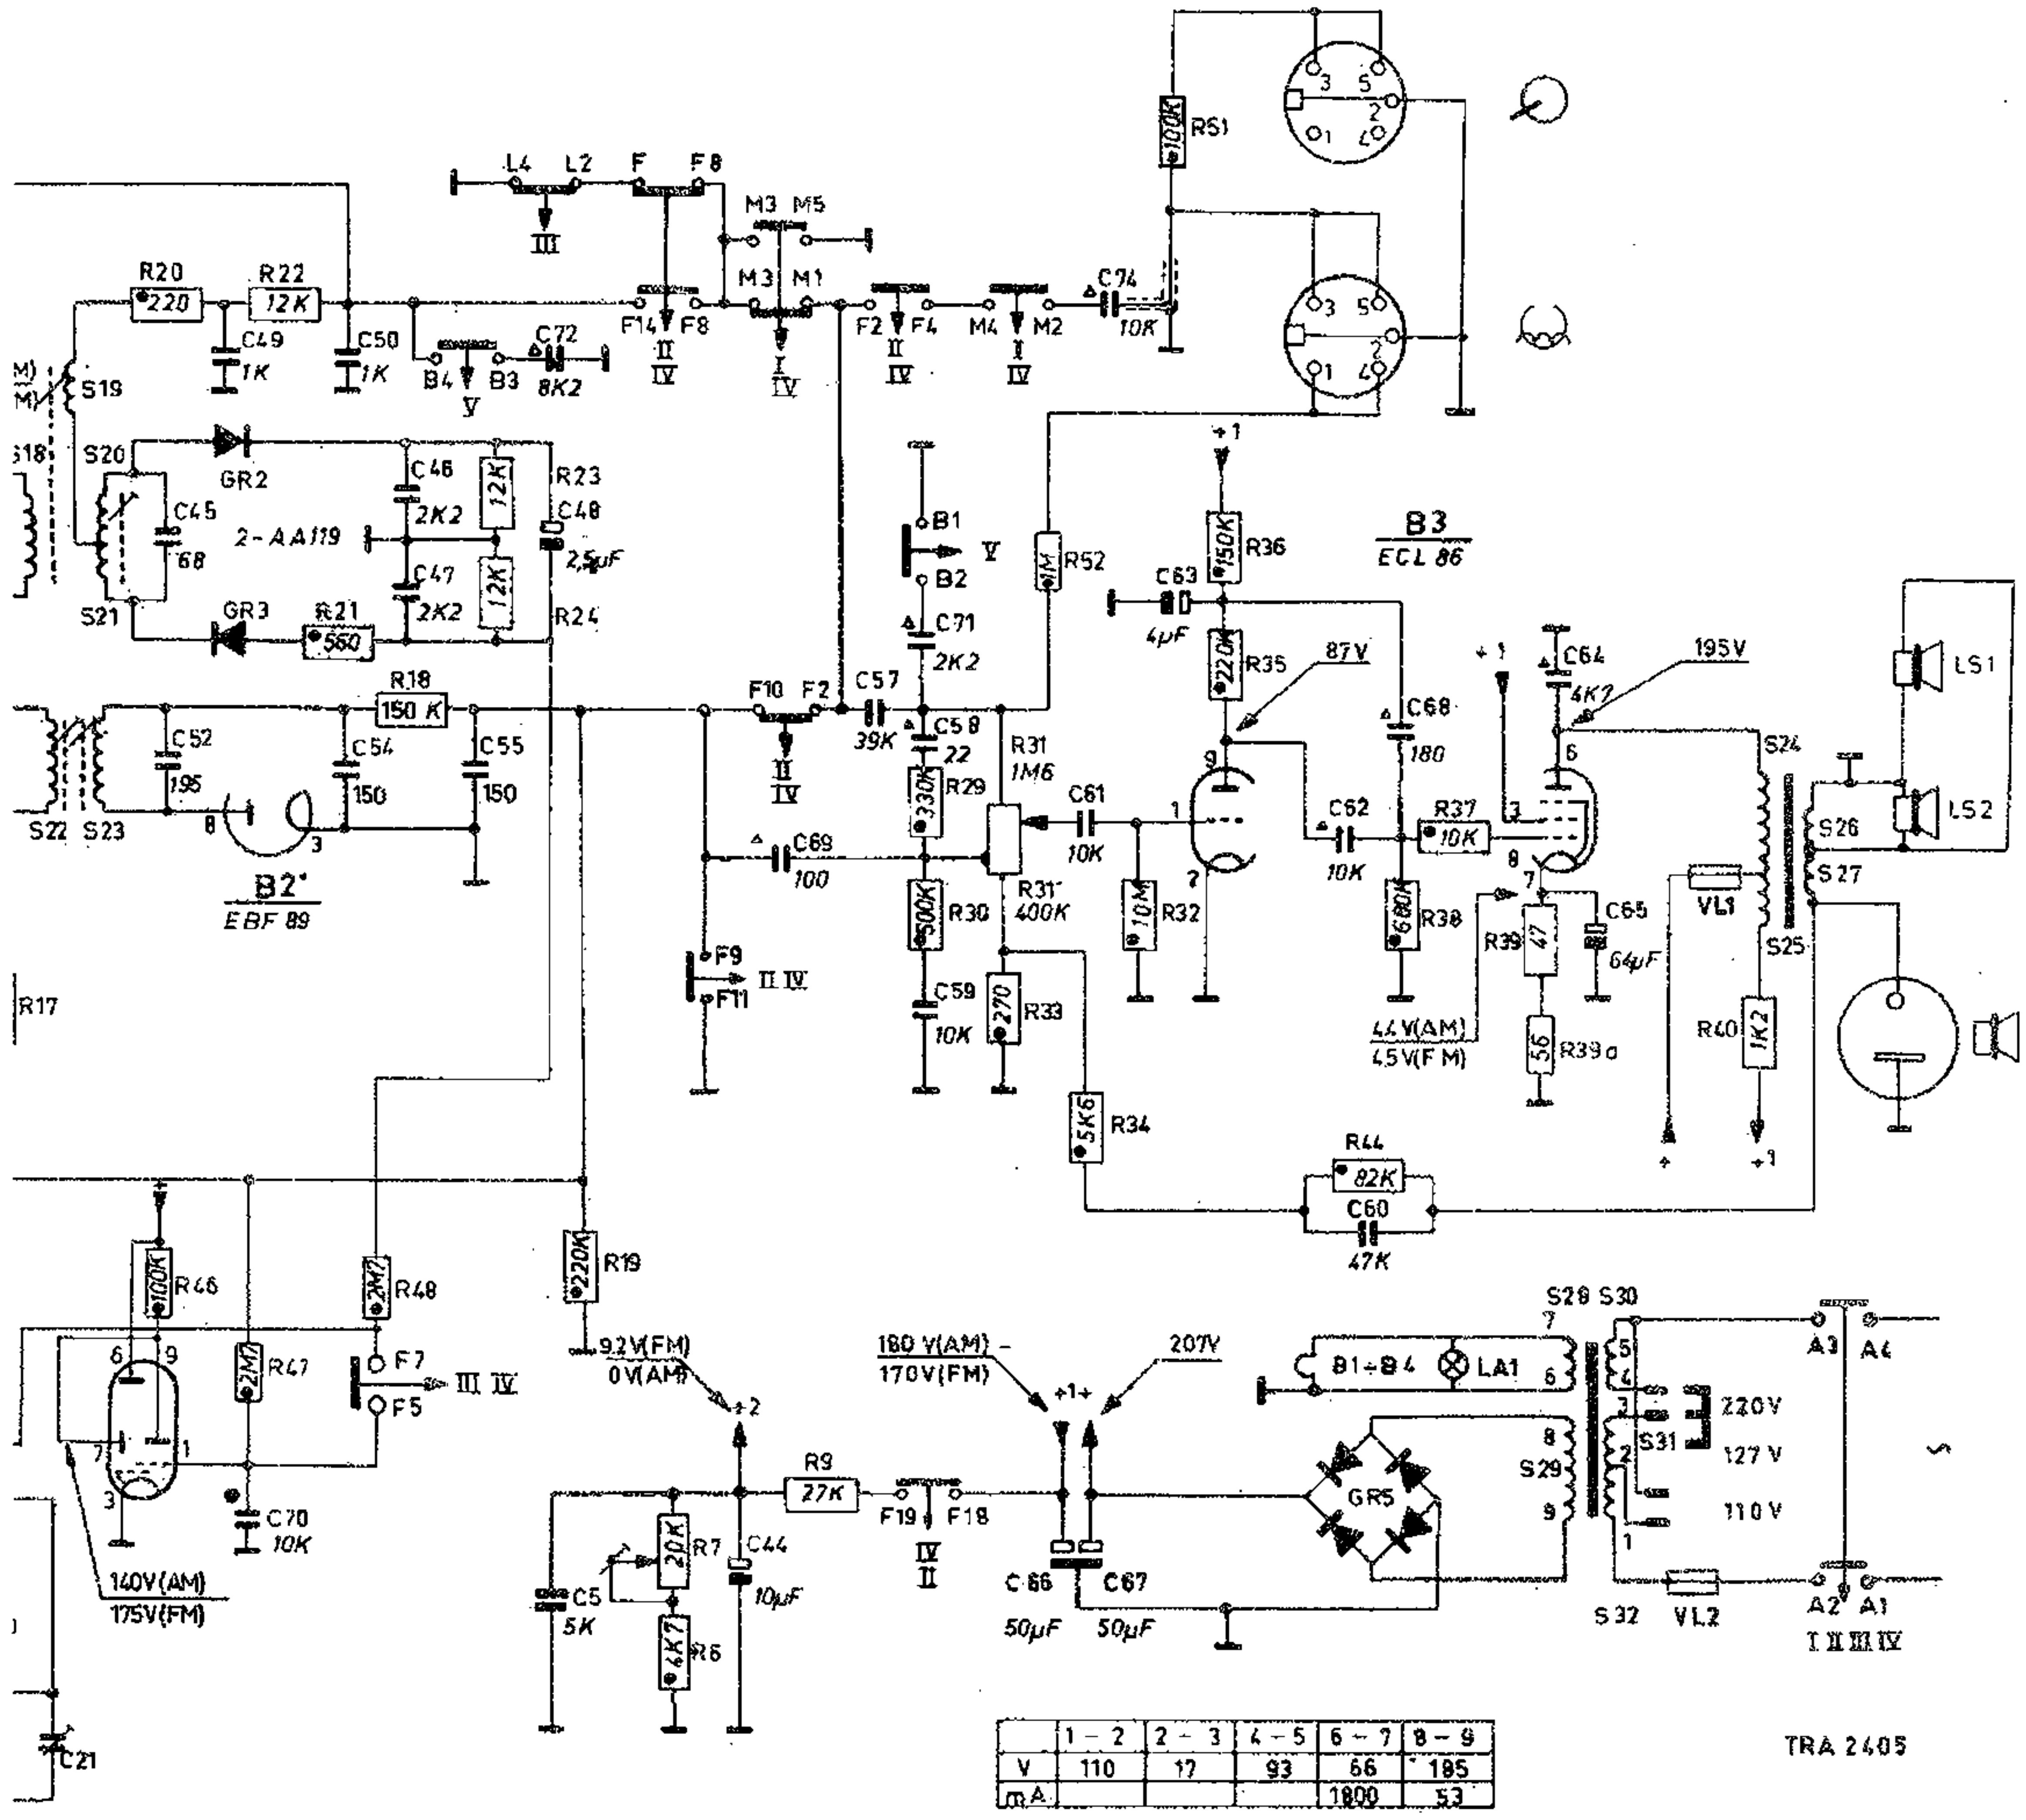 3 5
2
1 4
R51
100K
L4 L2 F F8
III
M3 M5
M3 M1
R20
220
R22
12K
C74
10K
3 5
2
1 4
F14 F8
II
IV
I
IV
F2 F4
II
IV
M4 M2
I
IV
C49
1K
C50
1K
B4 B3
V
C72
8K2
M)
M)
S19
S18
S20
GR2
C45
68
2-AA119
C46
2K2
12K
R23
C48
2,5µF
C47
2K2
12K
R24
S21
GR3
R21
560
B1
V
B2
C71
2K2
1M
R52
+1
150K
R36
B3
ECL 86
C63
4µF
220K
R35
87V
+1
C64
195V
LS1
R18
150 K
F10 F2
II
IV
C57
39K
C58
22
C68
180
C52
195
C54
150
C55
150
S22 S23
8
3
B2
EBF 89
330K
R29
R31
1M6
C61
10K
9
1
2
C62
10K
R37
10K
6
3
8
7
S24
S26
S27
LS2
VL1
S25
C69
100
500K
R30
R31
400K
10M
R32
680K
R38
R39
47
C65
64µF
R17
F9
II IV
F11
C59
10K
270
R33
4.4V(AM)
4.5V(FM)
56
R39a
R40
1K2
5K6
R34
R44
82K
C60
47K
+
+1
+
100K
R46
2M7
R48
220K
R19
6 9
7 1
3
2M7
R47
F7
III IV
F5
C70
10K
140V(AM)
175V(FM)
9.2V(FM)
0V(AM)
+2
180 V(AM)
170V(FM)
207V
+1+
R9
27K
F19 F18
IV
II
C5
5K
20K
R7
4K7
R6
C44
10µF
C66
50µF
C67
50µF
GR5
B1÷B4
LA1
S28 S30
7
6
5
4
3
2
1
8
S29
9
S31
S32
220V
127 V
110V
VL2
A3 A4
A2 A1
I II III IV
~
C21
1 – 2 2 – 3 4 – 5 6 – 7 8 – 9
V 110 17 93 66 185
mA 1800 53
TRA 2405